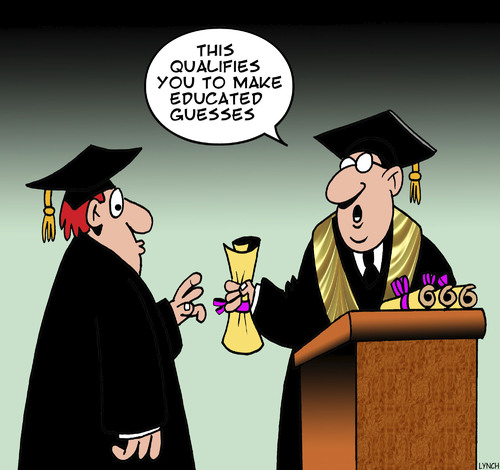 THIS
QUALIFIES
YOU TO MAKE
EDUCATED
GUESSES
LYNCH